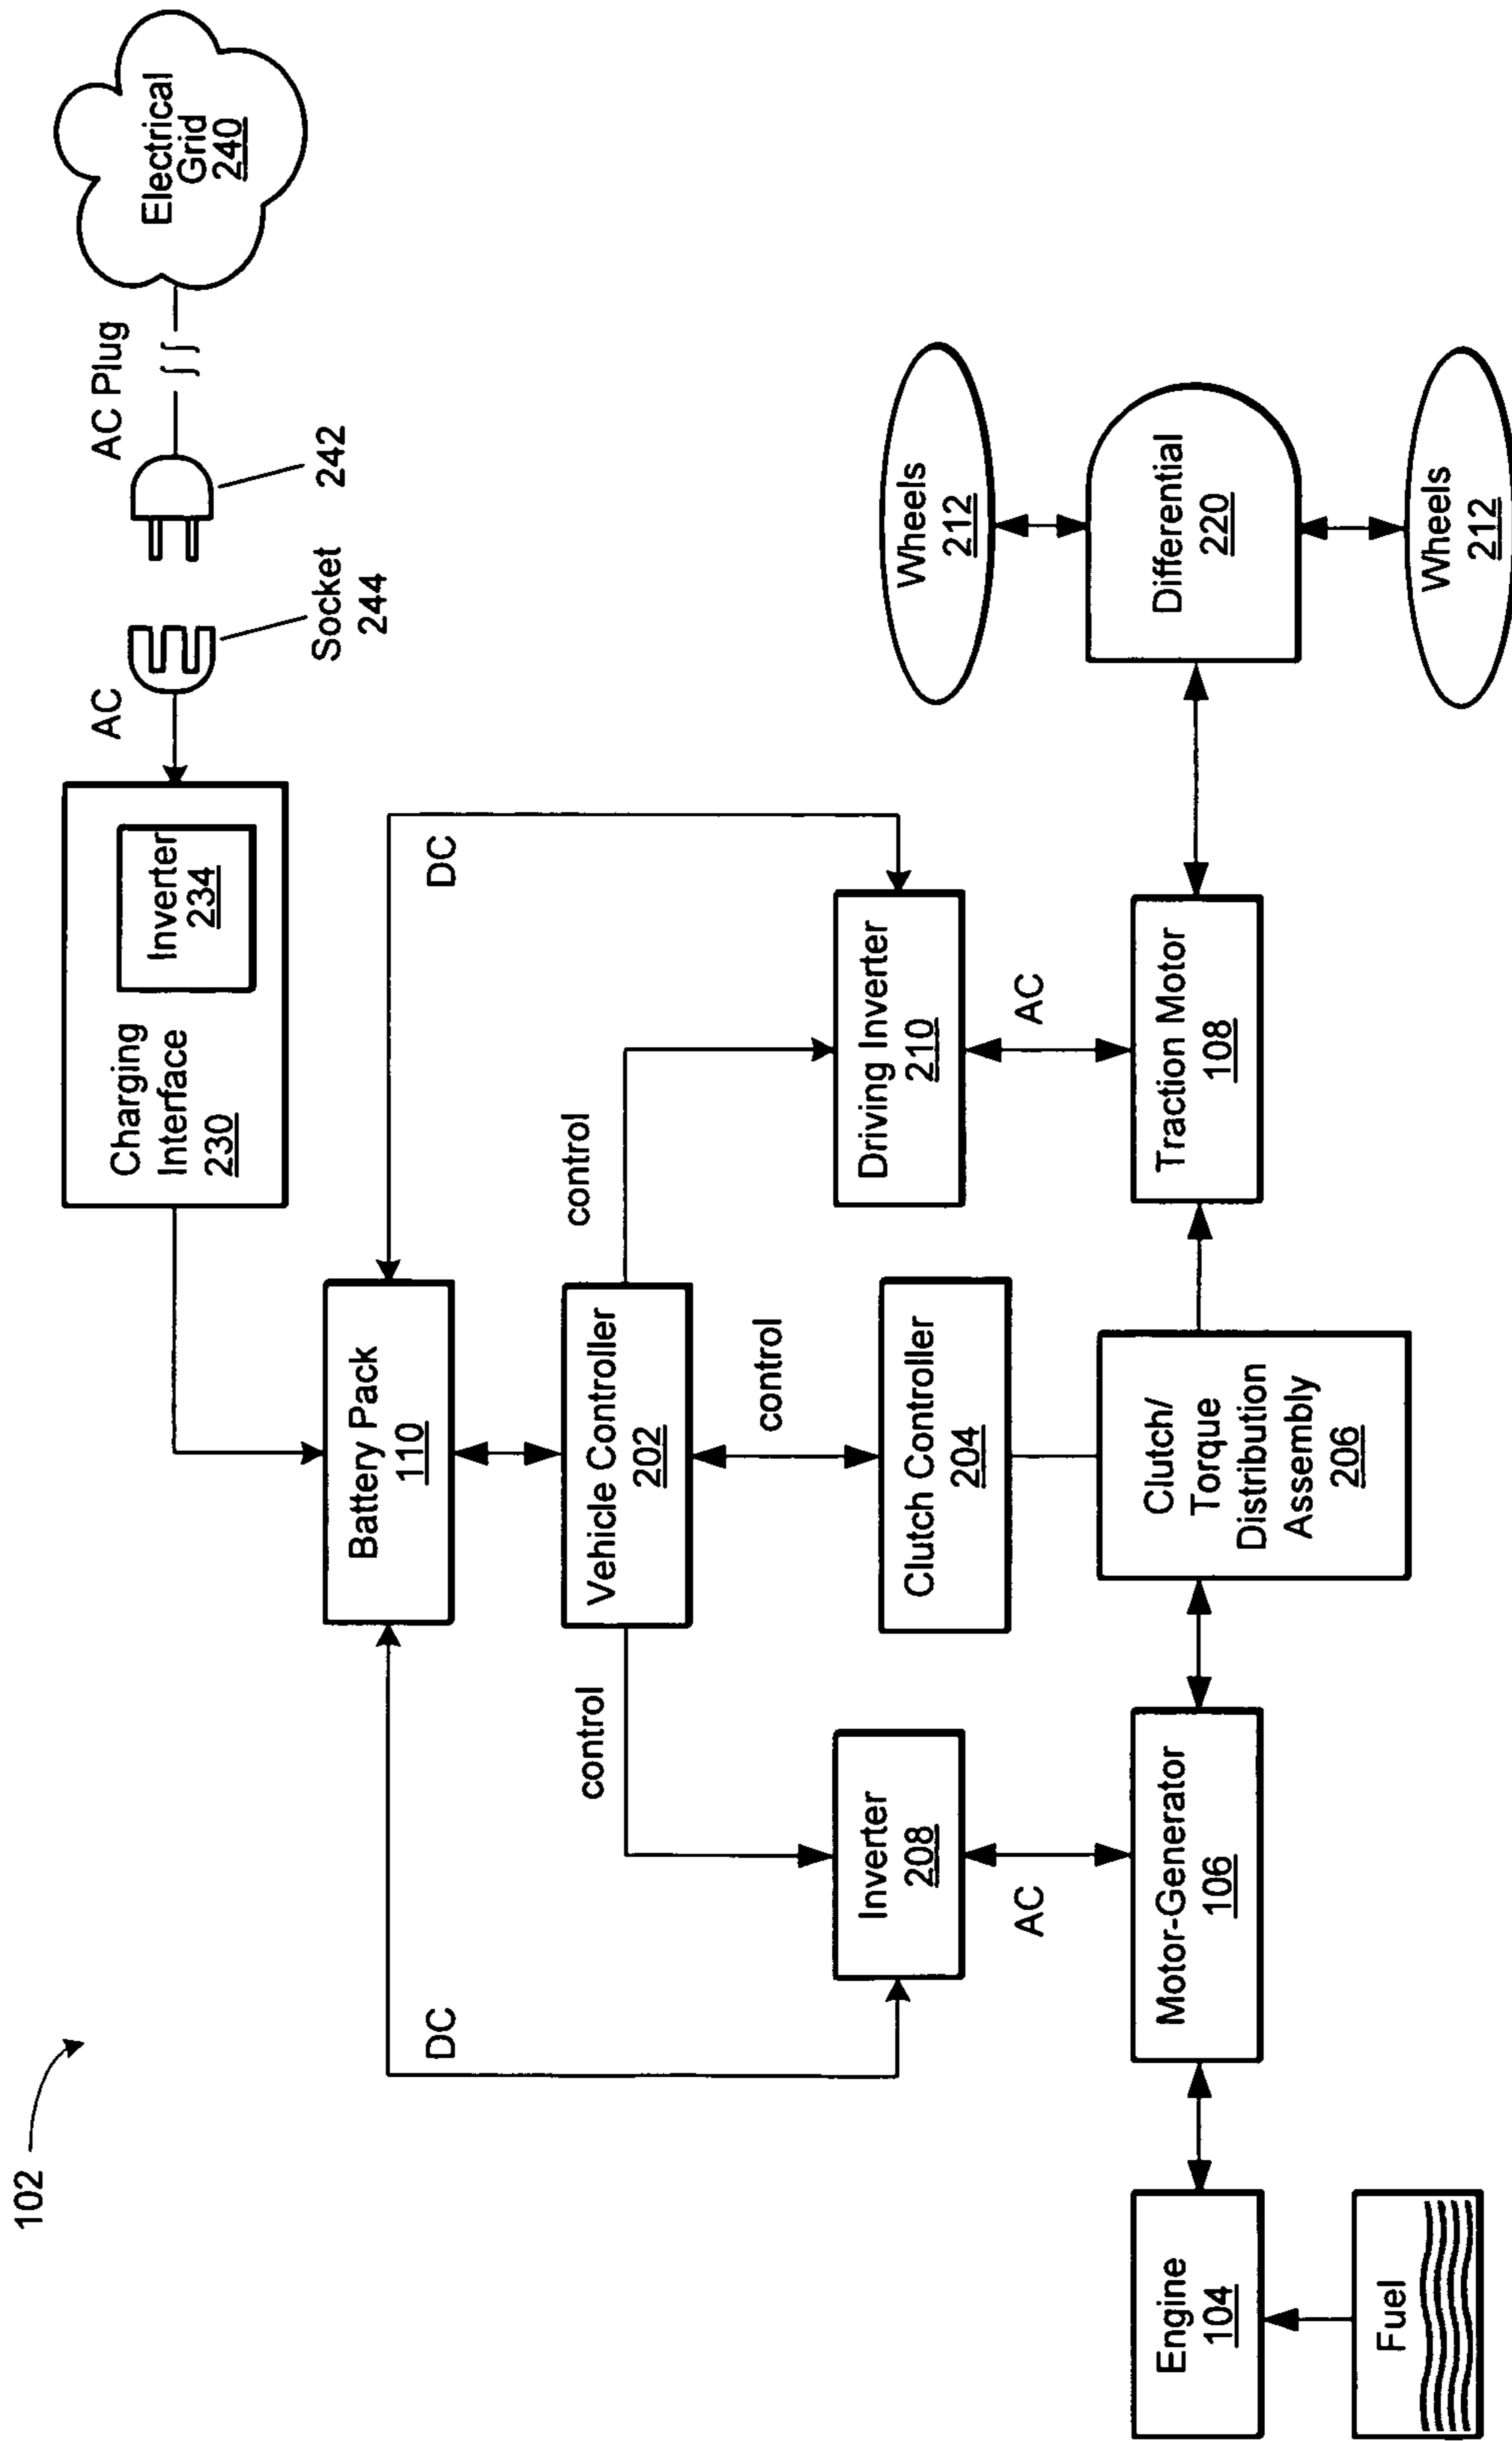 102
Electrical
Grid
240
AC Plug
242
Socket
244
AC
Charging
Interface
230
Inverter
234
Battery Pack
110
DC
DC
Vehicle Controller
202
control
control
control
Inverter
208
Clutch Controller
204
Driving Inverter
210
AC
AC
Engine
104
Motor-Generator
106
Clutch/
Torque
Distribution
Assembly
206
Traction Motor
108
Differential
220
Wheels
212
Wheels
212
Fuel